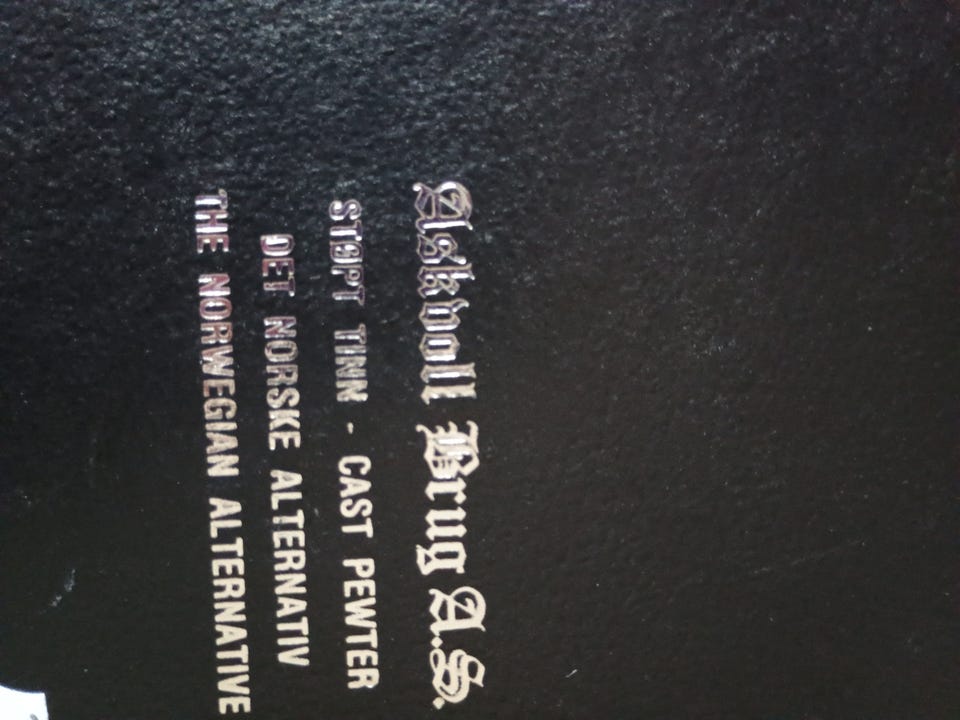 Askvoll Brug A.S.
STØPT TINN - CAST PEWTER
DET NORSKE ALTERNATIV
THE NORWEGIAN ALTERNATIVE